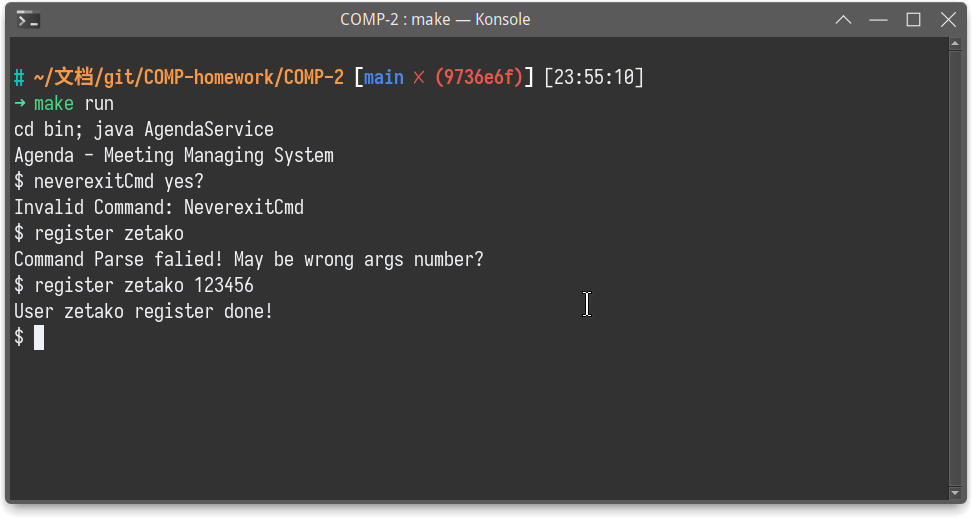 COMP-2 : make — Konsole
# ~/文档/git/COMP-homework/COMP-2 [main × (9736e6f)] [23:55:10]
➜ make run
cd bin; java AgendaService
Agenda - Meeting Managing System
$ neverexitCmd yes?
Invalid Command: NeverexitCmd
$ register zetako
Command Parse falied! May be wrong args number?
$ register zetako 123456
User zetako register done!
$